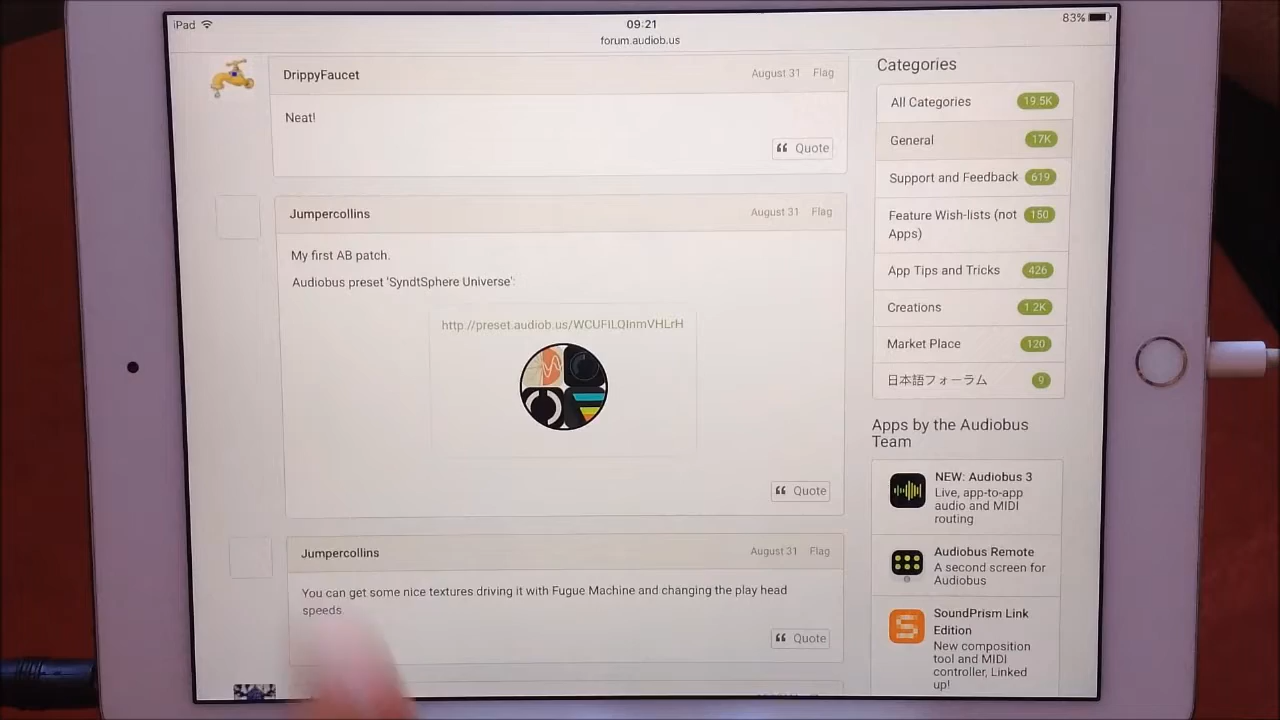 iPad
09:21
83%
forum.audiob.us
DrippyFaucet
August 31 Flag
Neat!
Quote
Jumpercollins
August 31 Flag
My first AB patch.
Audiobus preset 'SyndtSphere Universe':
http://preset.audiob.us/WCUFILQInmVHLrH
Quote
Jumpercollins
August 31 Flag
You can get some nice textures driving it with Fugue Machine and changing the play head
speeds.
Quote
Categories
All Categories 19.5K
General 17K
Support and Feedback 619
Feature Wish-lists (not 150
Apps)
App Tips and Tricks 426
Creations 1.2K
Market Place 120
日本語フォーラム 9
Apps by the Audiobus
Team
NEW: Audiobus 3
Live, app-to-app
audio and MIDI
routing
Audiobus Remote
A second screen for
Audiobus
SoundPrism Link
Edition
New composition
tool and MIDI
controller, Linked
up!